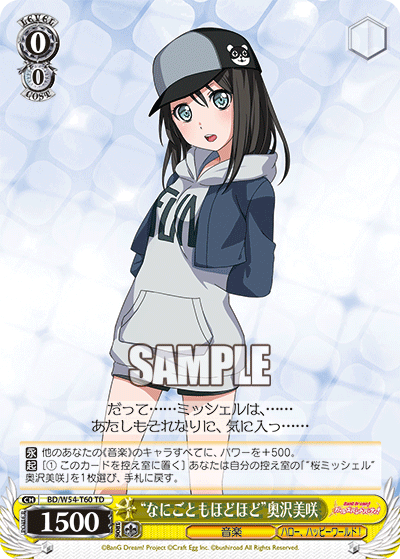 LEVEL
0
0
COST
FUN
SAMPLE
だって……ミッシェルは、……
あたしもそれなりに、気に入っ……
永 他のあなたの《音楽》のキャラすべてに、パワーを+500。
起 [① このカードを控え室に置く] あなたは自分の控え室の「“桜ミッシェル”
奥沢美咲」を1枚選び、手札に戻す。
CH BD/W54-T60 TD
1500
“なにごともほどほど”奥沢美咲
音楽
ハロー、ハッピーワールド!
©BanG Dream! Project ©Craft Egg Inc. ©bushiroad All Rights Reserved.